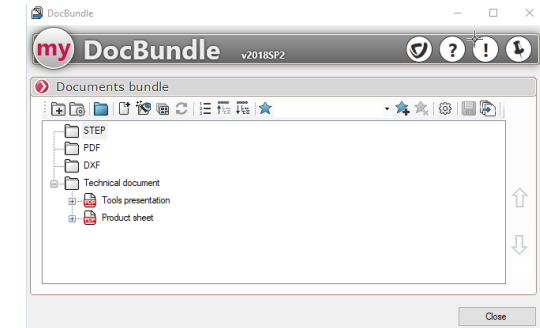 DocBundle
my DocBundle v2018SP2
Documents bundle
STEP
PDF
DXF
Technical document
Tools presentation
Product sheet
Close